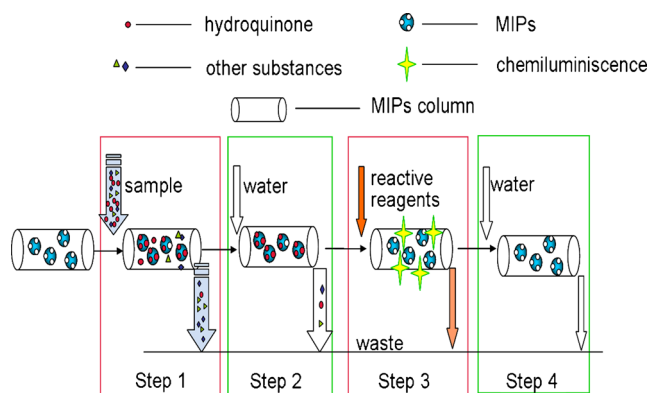 hydroquinone
MIPs
other substances
chemiluminiscence
MIPs column
sample
water
reactive
reagents
water
waste
Step 1
Step 2
Step 3
Step 4